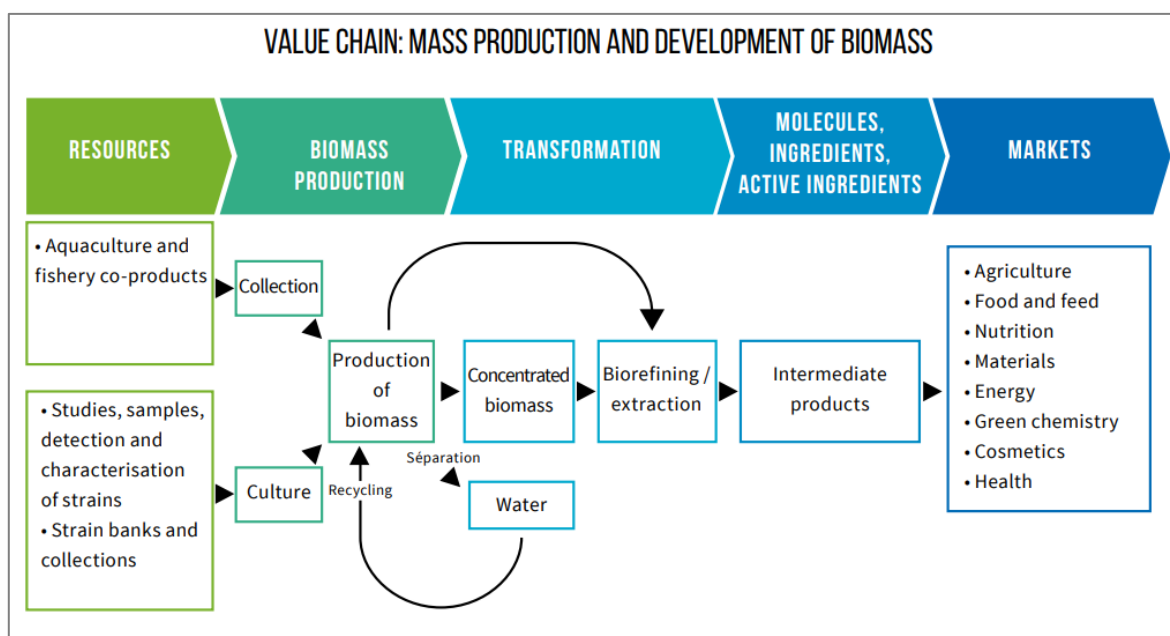 VALUE CHAIN: MASS PRODUCTION AND DEVELOPMENT OF BIOMASS
RESOURCES
BIOMASS
PRODUCTION
TRANSFORMATION
MOLECULES,
INGREDIENTS,
ACTIVE INGREDIENTS
MARKETS
• Aquaculture and
fishery co-products
Collection
• Studies, samples,
detection and
characterisation
of strains
• Strain banks and
collections
Culture
Production
of
biomass
Recycling
Séparation
Concentrated
biomass
Water
Biorefining /
extraction
Intermediate
products
• Agriculture
• Food and feed
• Nutrition
• Materials
• Energy
• Green chemistry
• Cosmetics
• Health